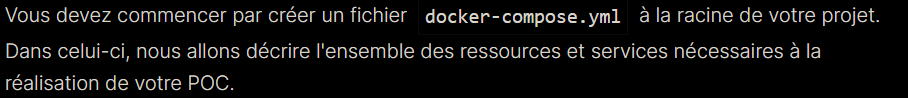 Vous devez commencer par créer un fichier docker-compose.yml à la racine de votre projet.
Dans celui-ci, nous allons décrire l'ensemble des ressources et services nécessaires à la
réalisation de votre POC.